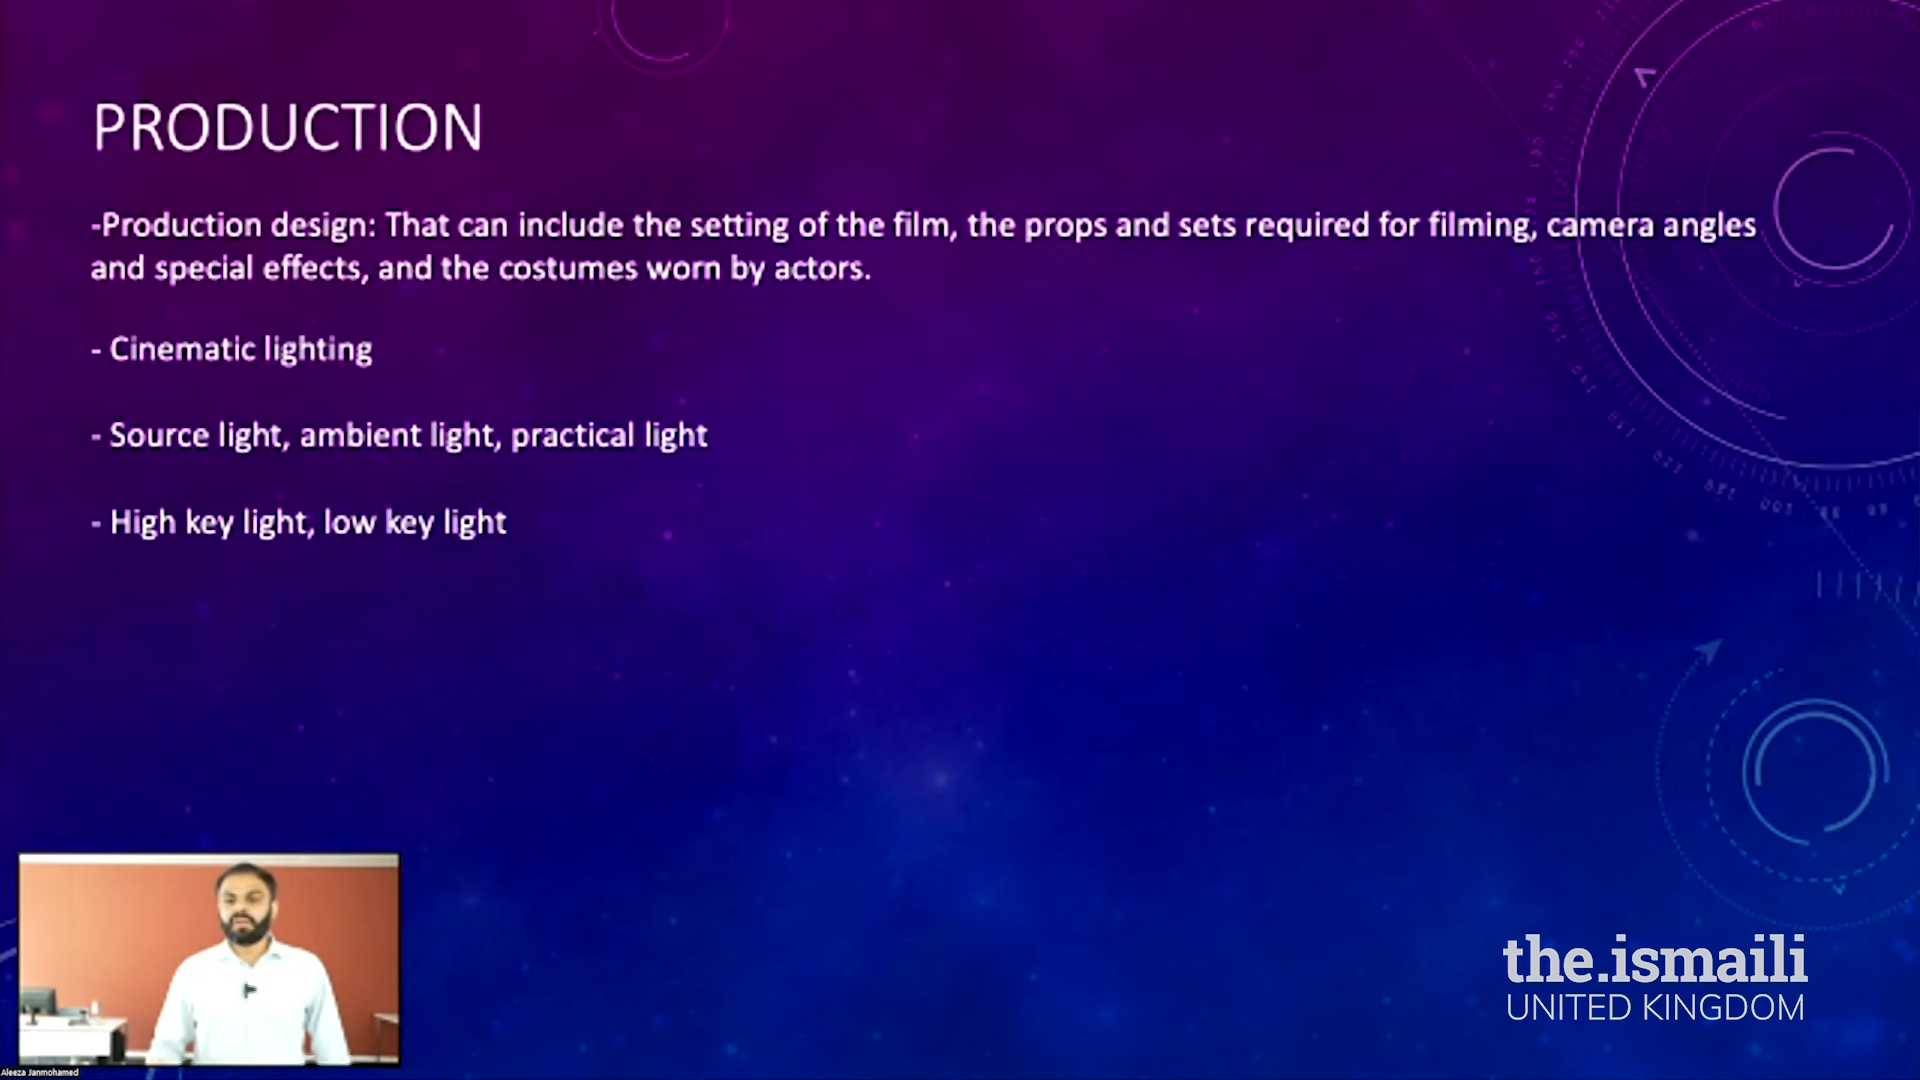 PRODUCTION
-Production design: That can include the setting of the film, the props and sets required for filming, camera angles
and special effects, and the costumes worn by actors.
- Cinematic lighting
- Source light, ambient light, practical light
- High key light, low key light
the.ismaili
UNITED KINGDOM
Aleeza Janmohamed